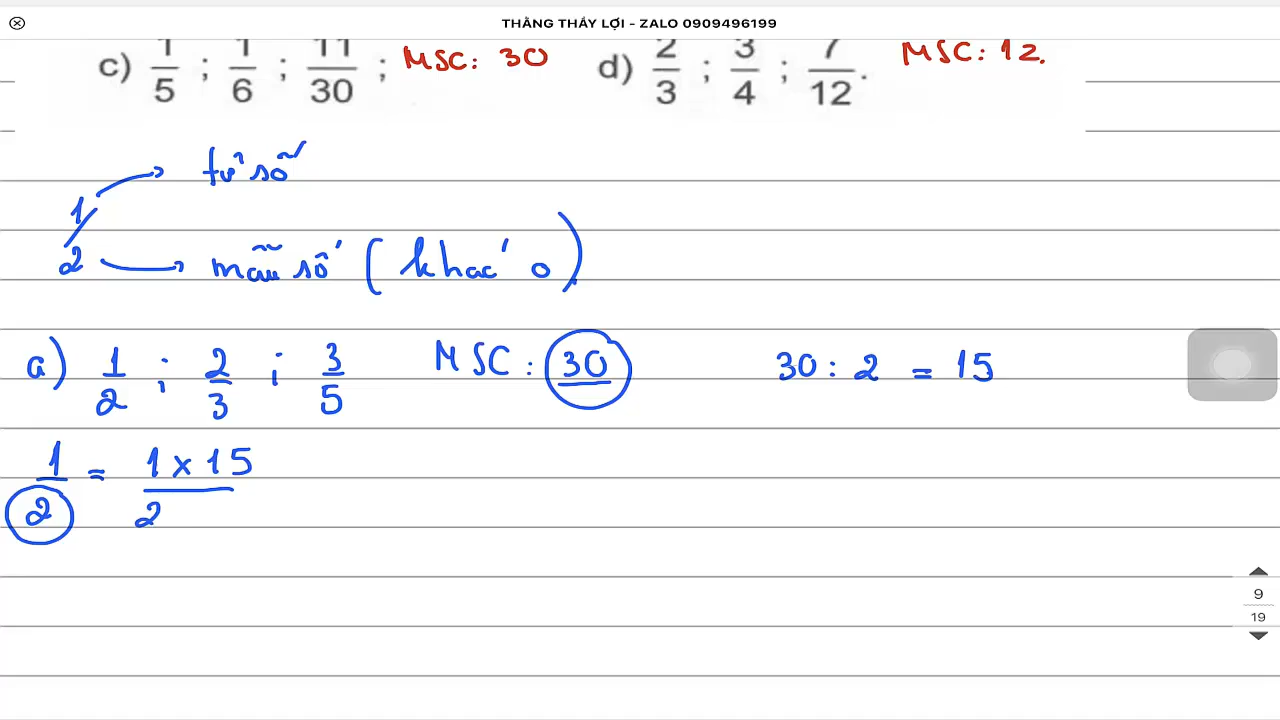 THẰNG THẦY LỢI - ZALO 0909496199
c) 1/5 ; 1/6 ; 11/30 ; MSC: 30 d) 2/3 ; 3/4 ; 7/12. MSC: 12.
tử số
1/2
mẫu số (khác 0)
a) 1/2 ; 2/3 ; 3/5 MSC: 30 30 : 2 = 15
1/2 = 1 x 15
2
9
19